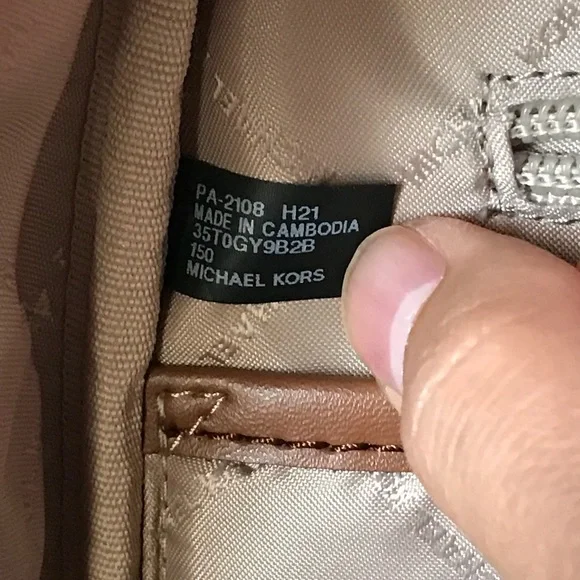 PA-2108 H21
MADE IN CAMBODIA
35T0GY9B2B
150
MICHAEL KORS